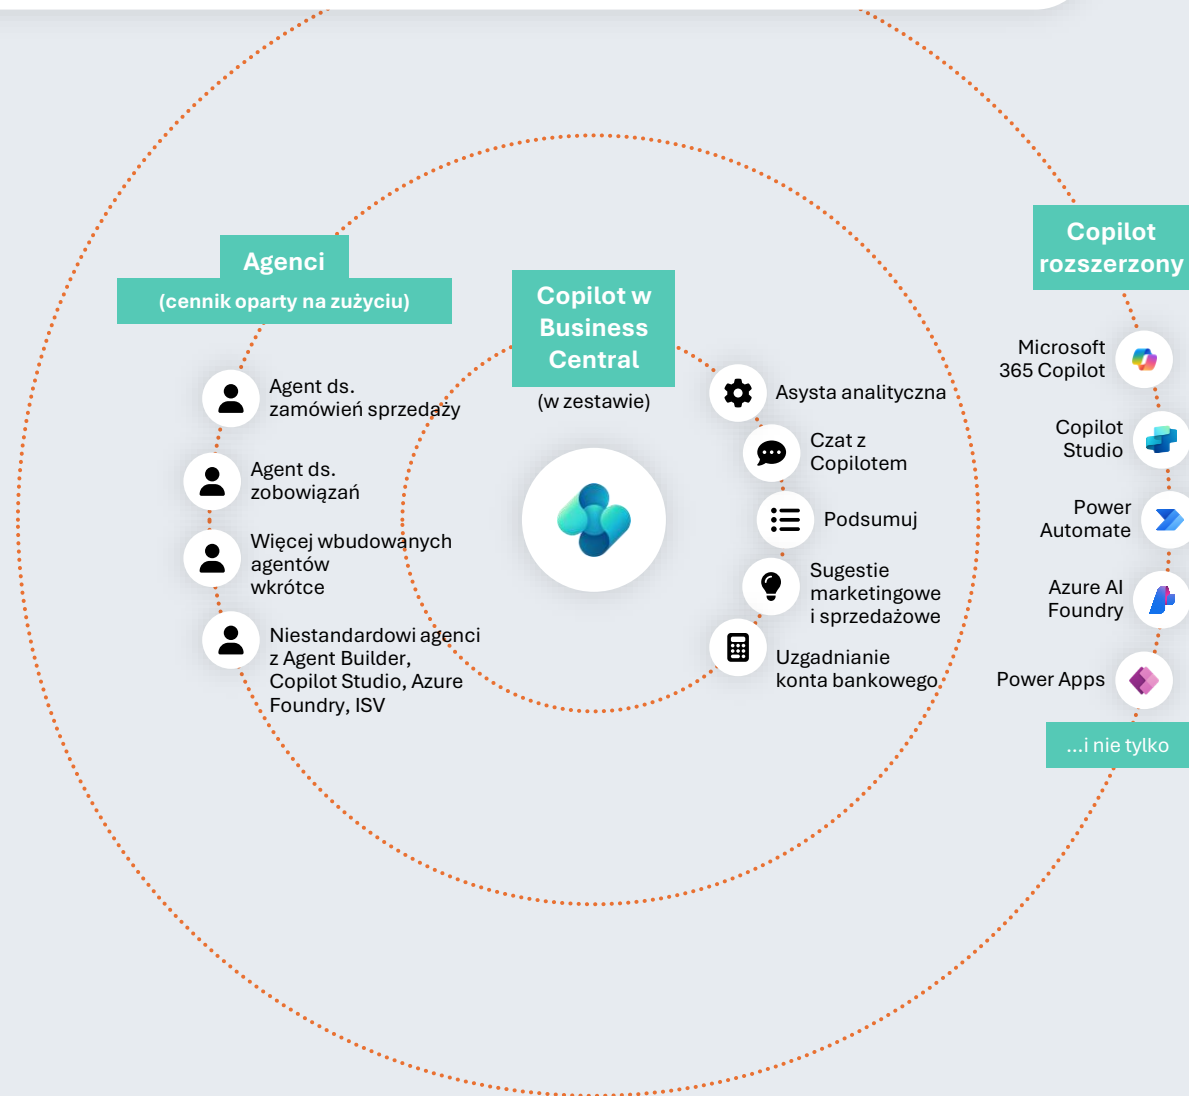 Agenci
(cennik oparty na zużyciu)
Agent ds.
zamówień sprzedaży
Agent ds.
zobowiązań
Więcej wbudowanych
agentów
wkrótce
Niestandardowi agenci
z Agent Builder,
Copilot Studio, Azure
Foundry, ISV
Copilot w
Business
Central
(w zestawie)
Asysta analityczna
Czat z
Copilotem
Podsumuj
Sugestie
marketingowe
i sprzedażowe
Uzgadnianie
konta bankowego
Copilot
rozszerzony
Microsoft
365 Copilot
Copilot
Studio
Power
Automate
Azure AI
Foundry
Power Apps
...i nie tylko